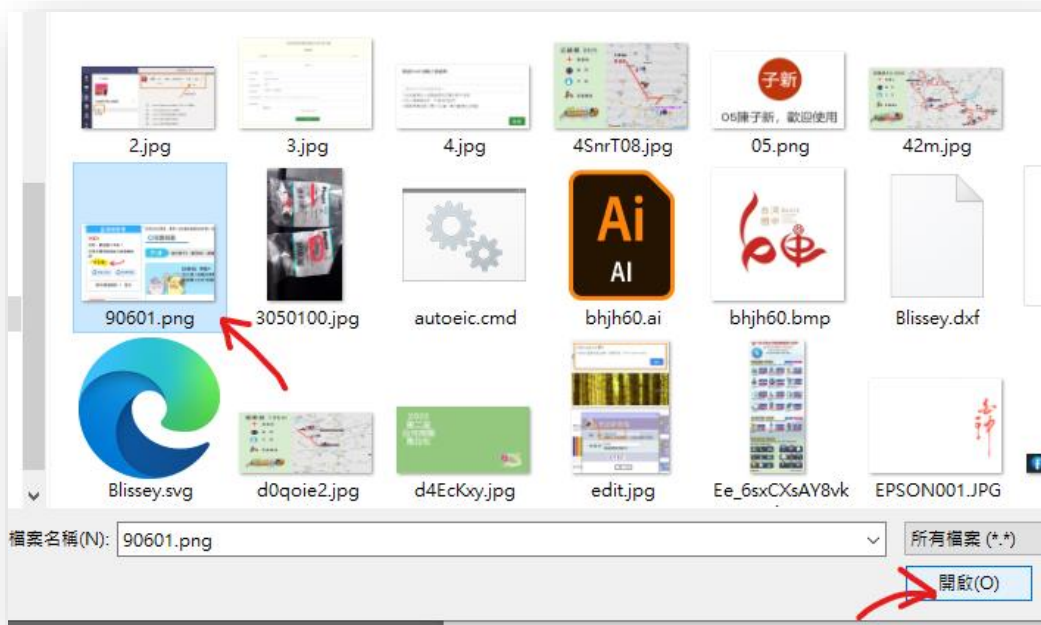 2.jpg
3.jpg
4.jpg
4SnrT08.jpg
子新
05陳子新，歡迎使用
05.png
42m.jpg
90601.png
3050100.jpg
autoeic.cmd
Ai
AI
bhjh60.ai
bhjh60.bmp
Blissey.dxf
Blissey.svg
d0qoie2.jpg
d4EcKxy.jpg
edit.jpg
Ee_6sxCXsAY8vk
EPSON001.JPG
檔案名稱(N):
90601.png
所有檔案 (*.*)
開啟(O)